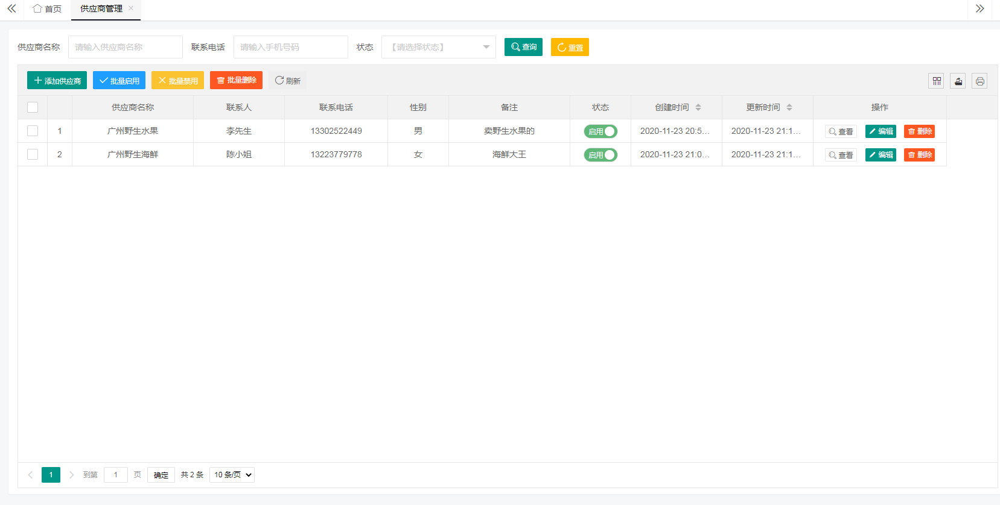 首页 供应商管理
供应商名称 请输入供应商名称 联系电话 请输入手机号码 状态 【请选择状态】 查询 重置
添加供应商 批量启用 批量禁用 批量删除 刷新
供应商名称 联系人 联系电话 性别 备注 状态 创建时间 更新时间 操作
1 广州野生水果 李先生 13302522449 男 卖野生水果的 启用 2020-11-23 20:5... 2020-11-23 21:1... 查看 编辑 删除
2 广州野生海鲜 陈小姐 13223779778 女 海鲜大王 启用 2020-11-23 21:0... 2020-11-23 21:1... 查看 编辑 删除
1 到第 1 页 确定 共 2 条 10 条/页